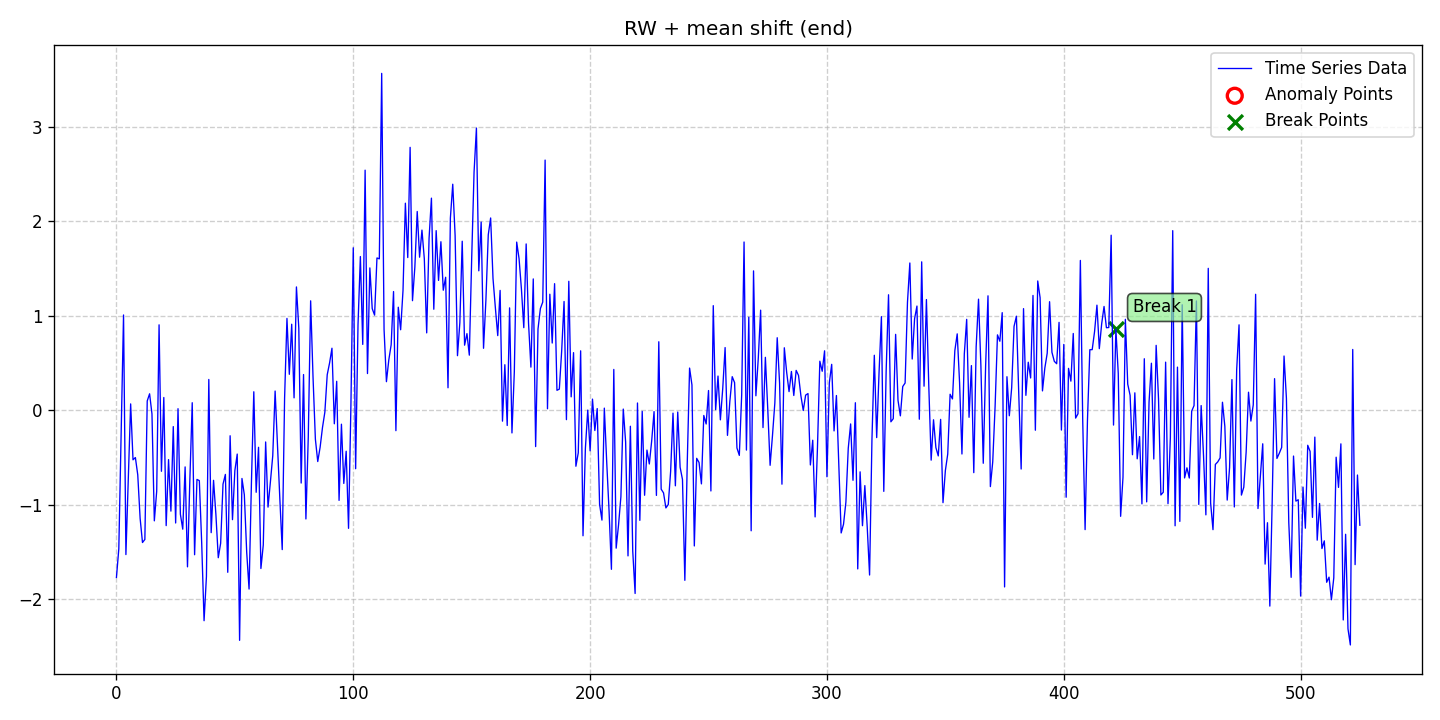 RW + mean shift (end)
Time Series Data
Anomaly Points
Break Points
Break 1
3
2
1
0
−1
−2
0 100 200 300 400 500